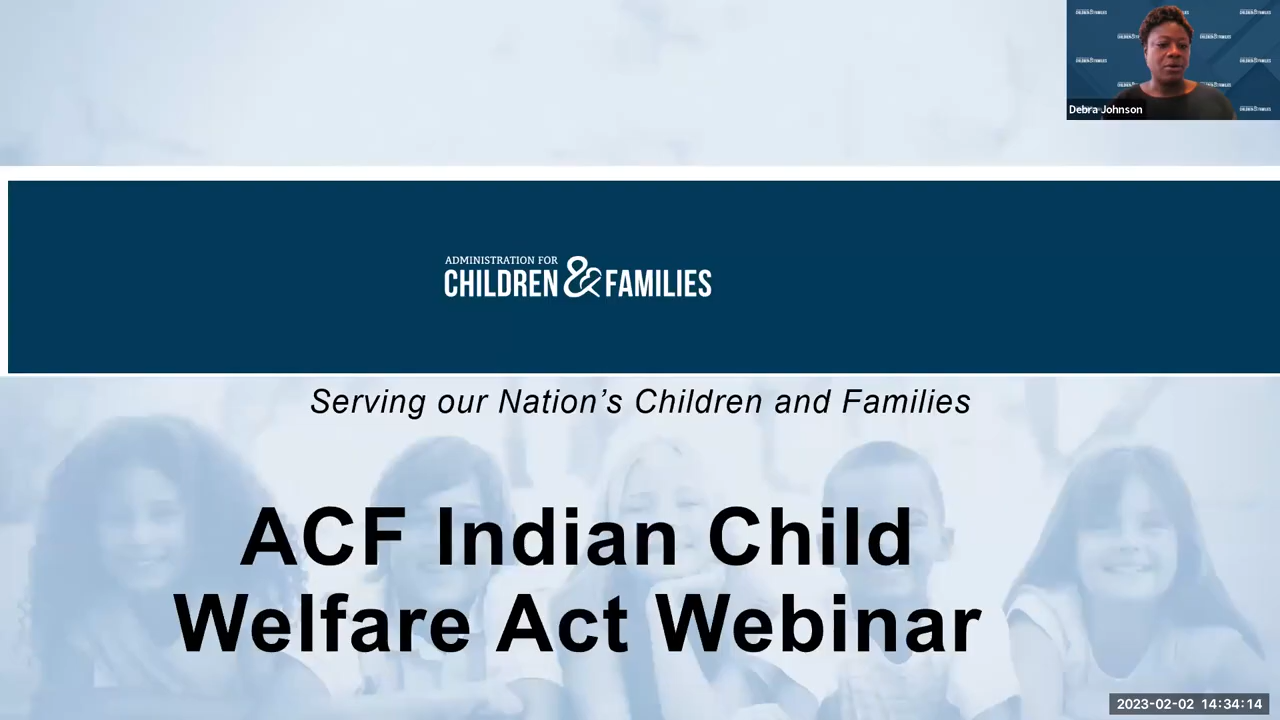 Debra Johnson
ADMINISTRATION FOR
CHILDREN & FAMILIES
Serving our Nation’s Children and Families
ACF Indian Child
Welfare Act Webinar
2023-02-02 14:34:14